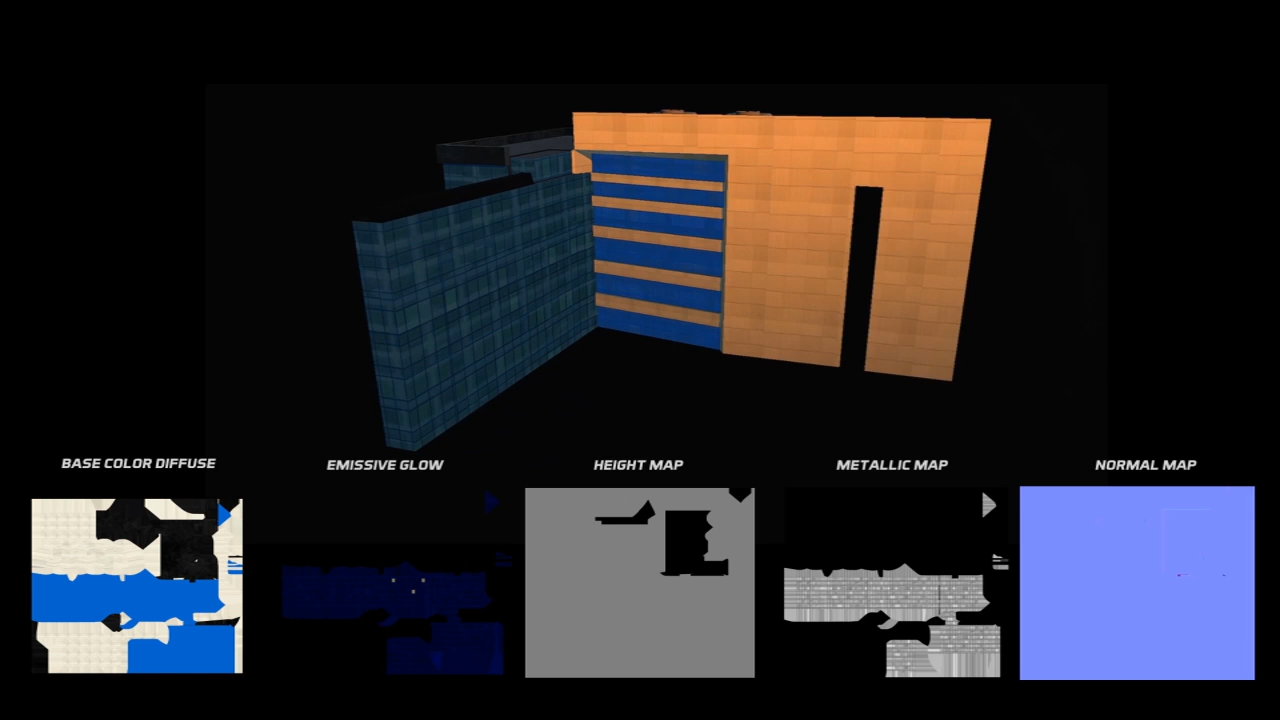 BASE COLOR DIFFUSE
EMISSIVE GLOW
HEIGHT MAP
METALLIC MAP
NORMAL MAP